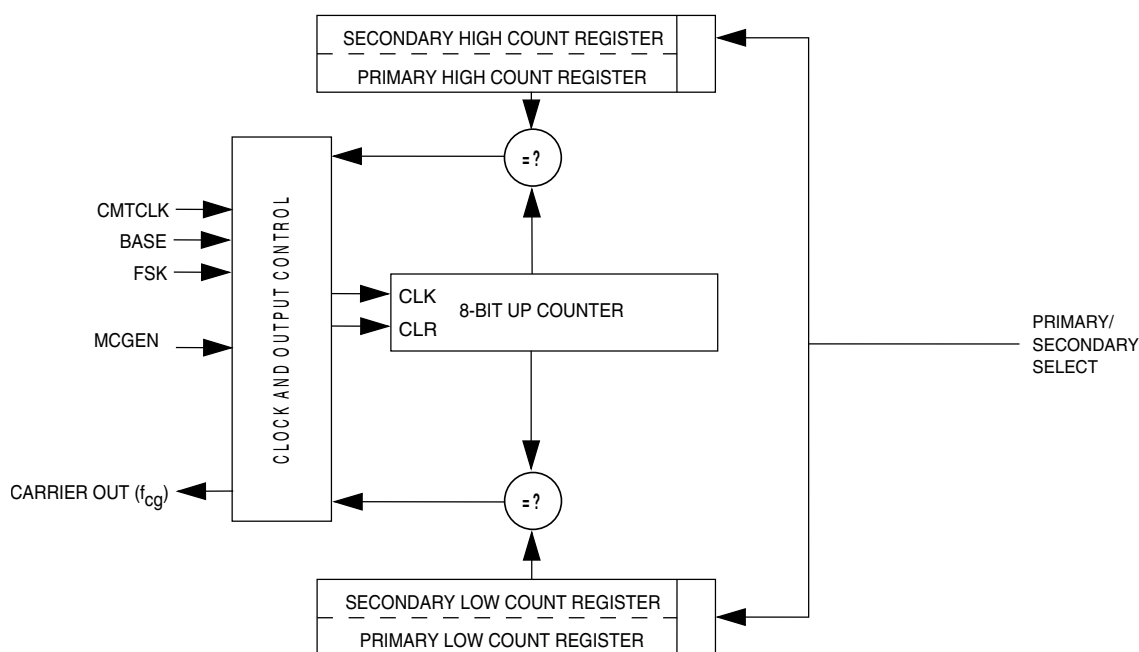 SECONDARY HIGH COUNT REGISTER
PRIMARY HIGH COUNT REGISTER
= ?
CMTCLK
BASE
FSK
MCGEN
CLOCK AND OUTPUT CONTROL
CLK
CLR
8-BIT UP COUNTER
PRIMARY/
SECONDARY
SELECT
CARRIER OUT (fcg)
= ?
SECONDARY LOW COUNT REGISTER
PRIMARY LOW COUNT REGISTER